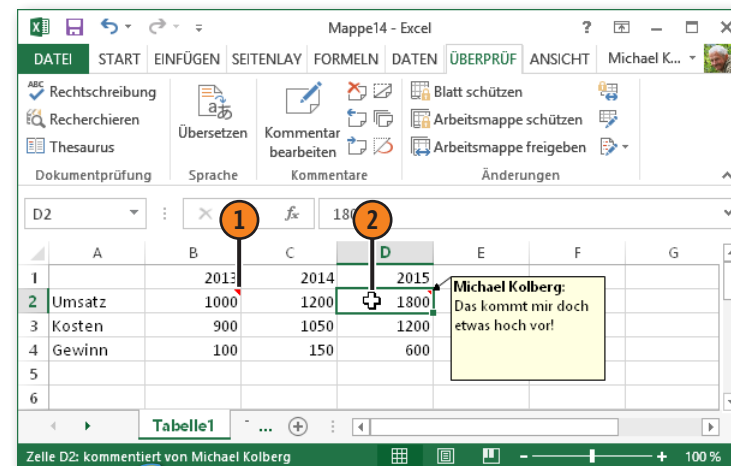 Mappe14 - Excel
DATEI START EINFÜGEN SEITENLAY FORMELN DATEN ÜBERPRÜF ANSICHT Michael K...
ABC Rechtschreibung
Recherchieren
Thesaurus
Dokumentprüfung
Übersetzen
Sprache
Kommentar
bearbeiten
Kommentare
Blatt schützen
Arbeitsmappe schützen
Arbeitsmappe freigeben
Änderungen
D2 fx
1 2
A B C D E F G
1 2013 2014 2015
2 Umsatz 1000 1200 1800
3 Kosten 900 1050 1200
4 Gewinn 100 150 600
5
6
Michael Kolberg:
Das kommt mir doch
etwas hoch vor!
Tabelle1 ...
Zelle D2: kommentiert von Michael Kolberg 100 %